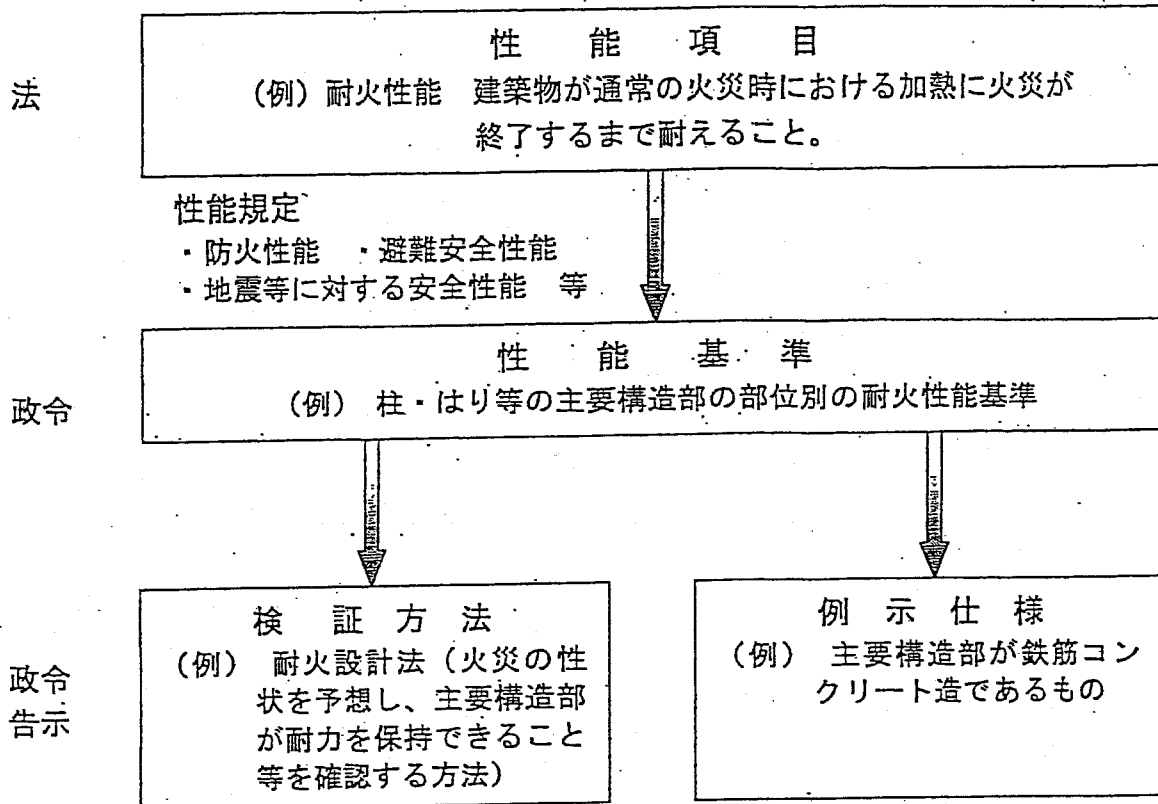 法
性能項目
(例)耐火性能 建築物が通常の火災時における加熱に火災が
終了するまで耐えること。
性能規定
・防火性能 ・避難安全性能
・地震等に対する安全性能 等
政令
性能基準
(例) 柱・はり等の主要構造部の部位別の耐火性能基準
政令
告示
検証方法
(例) 耐火設計法(火災の性
状を予想し、主要構造部
が耐力を保持できること
等を確認する方法)
例示仕様
(例) 主要構造部が鉄筋コン
クリート造であるもの